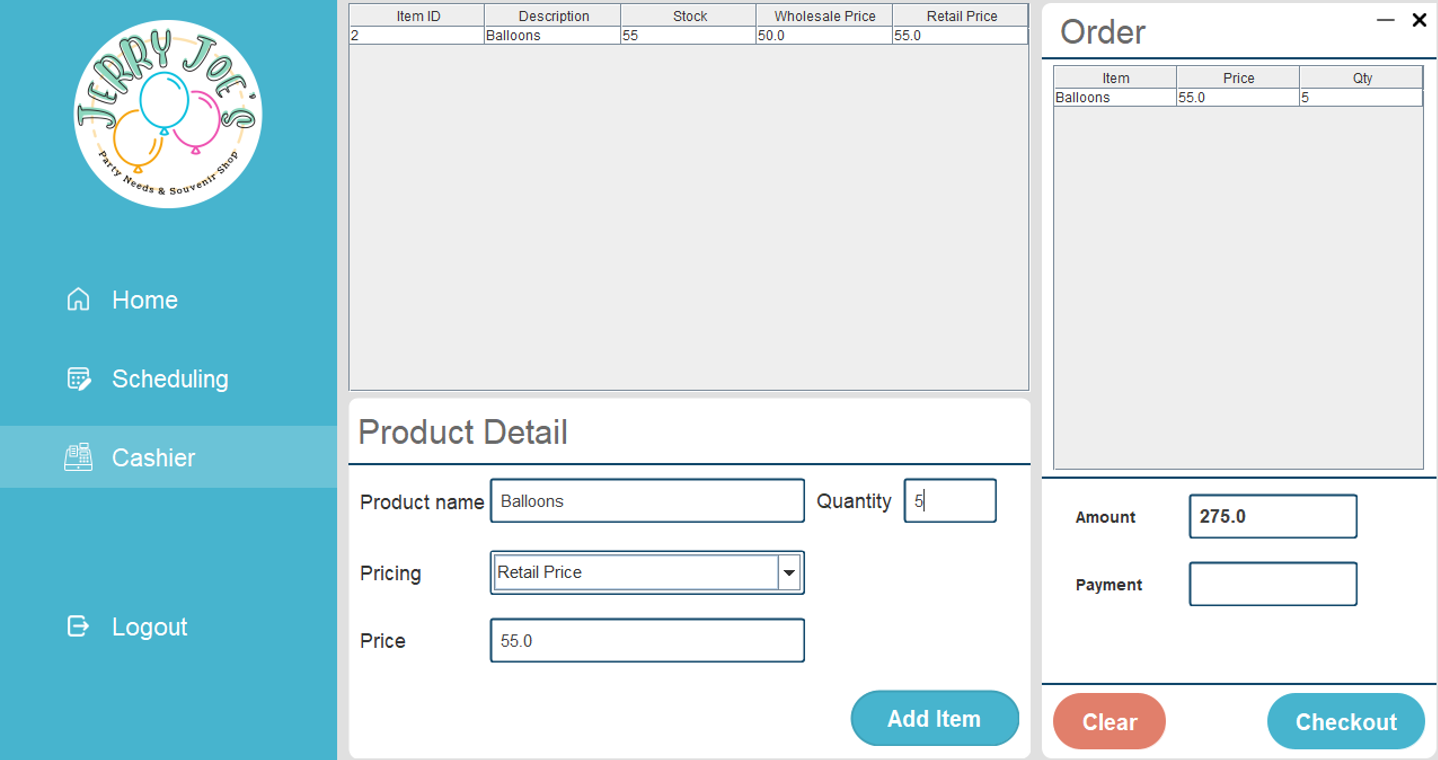 JERRY JOE'S
Party Needs & Souvenir Shop
Home
Scheduling
Cashier
Logout
Item ID Description Stock Wholesale Price Retail Price
2 Balloons 55 50.0 55.0
Product Detail
Product name Balloons Quantity 5
Pricing Retail Price
Price 55.0
Add Item
Order
Item Price Qty
Balloons 55.0 5
Amount 275.0
Payment
Clear Checkout